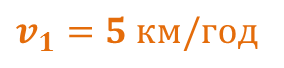 v₁ = 5 км/год